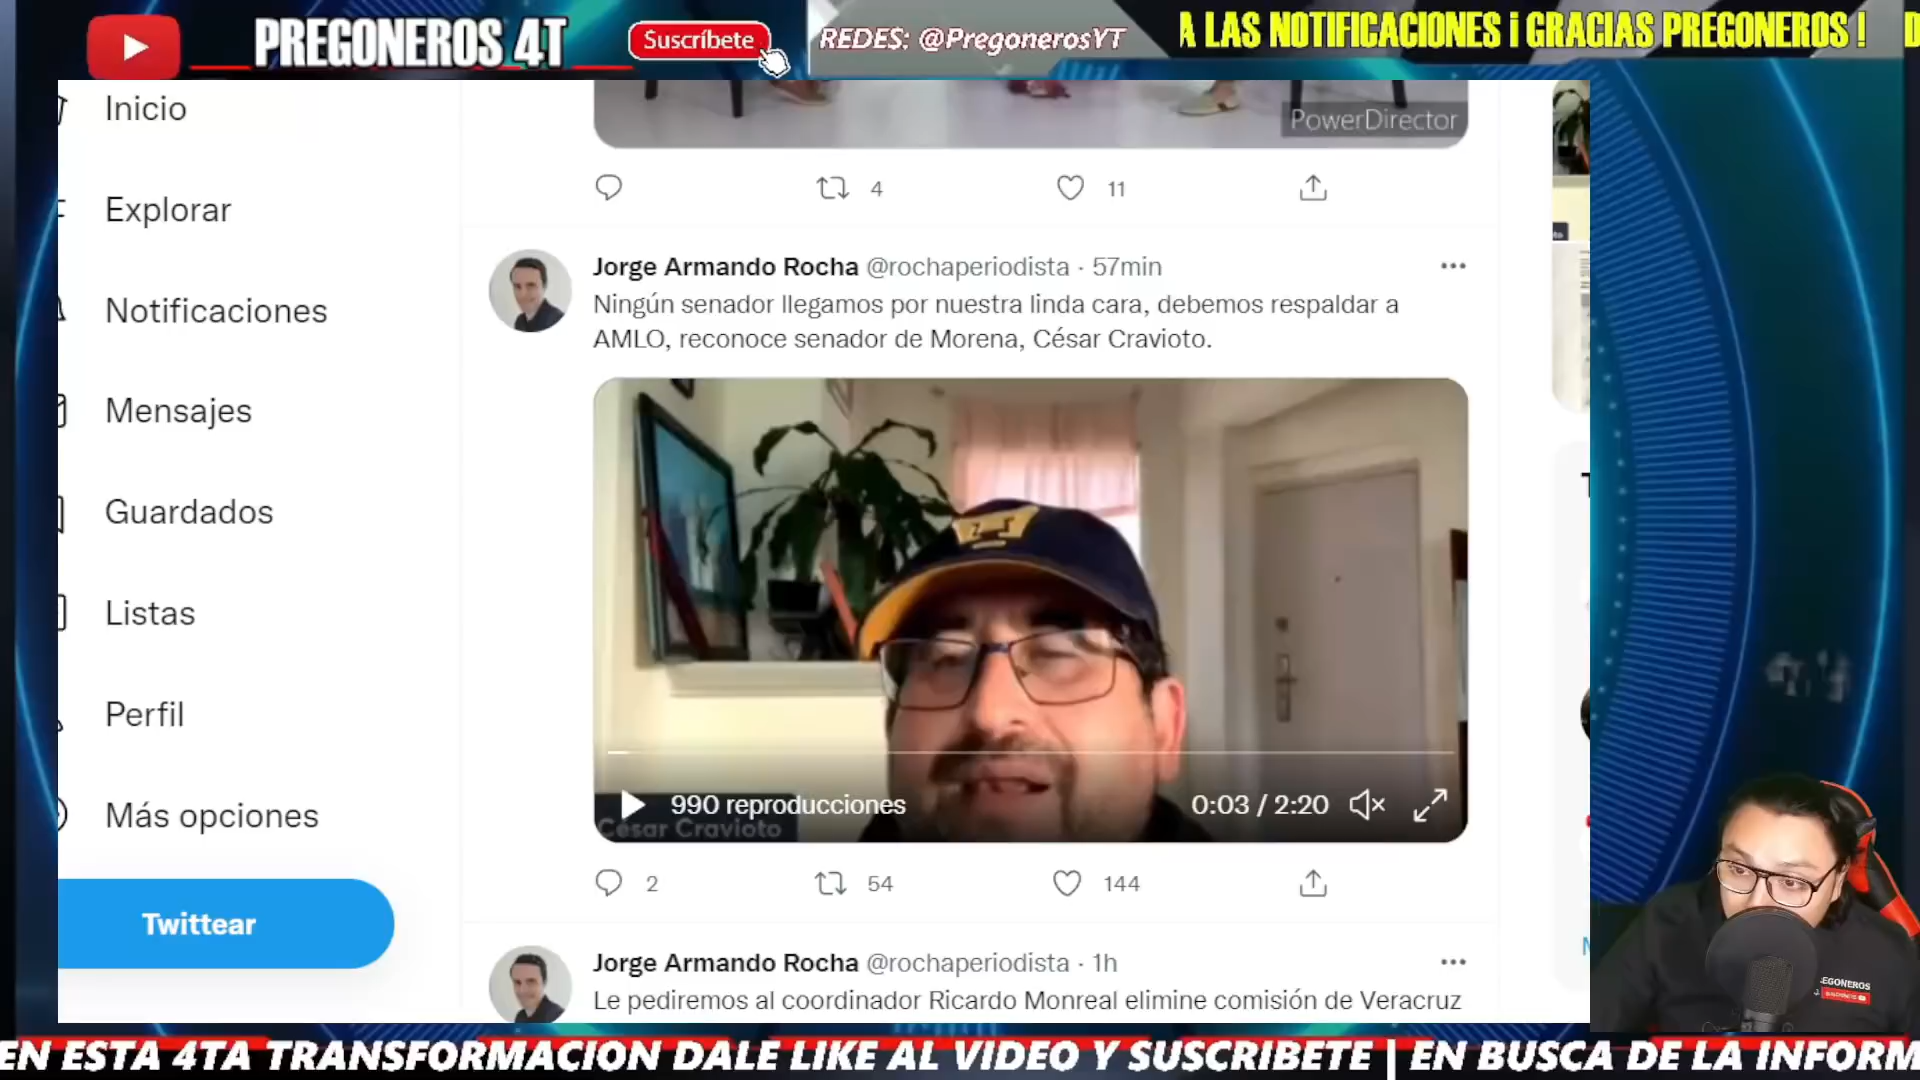 PREGONEROS 4T
Suscríbete
REDES: @PregonerosYT
A LAS NOTIFICACIONES ¡ GRACIAS PREGONEROS !
Inicio
Explorar
Notificaciones
Mensajes
Guardados
Listas
Perfil
Más opciones
Twittear
PowerDirector
4
11
Jorge Armando Rocha @rochaperiodista · 57min
Ningún senador llegamos por nuestra linda cara, debemos respaldar a
AMLO, reconoce senador de Morena, César Cravioto.
990 reproducciones
0:03 / 2:20
César Cravioto
2
54
144
Jorge Armando Rocha @rochaperiodista · 1h
Le pediremos al coordinador Ricardo Monreal elimine comisión de Veracruz
EGONEROS
EN ESTA 4TA TRANSFORMACION DALE LIKE AL VIDEO Y SUSCRIBETE | EN BUSCA DE LA INFORM